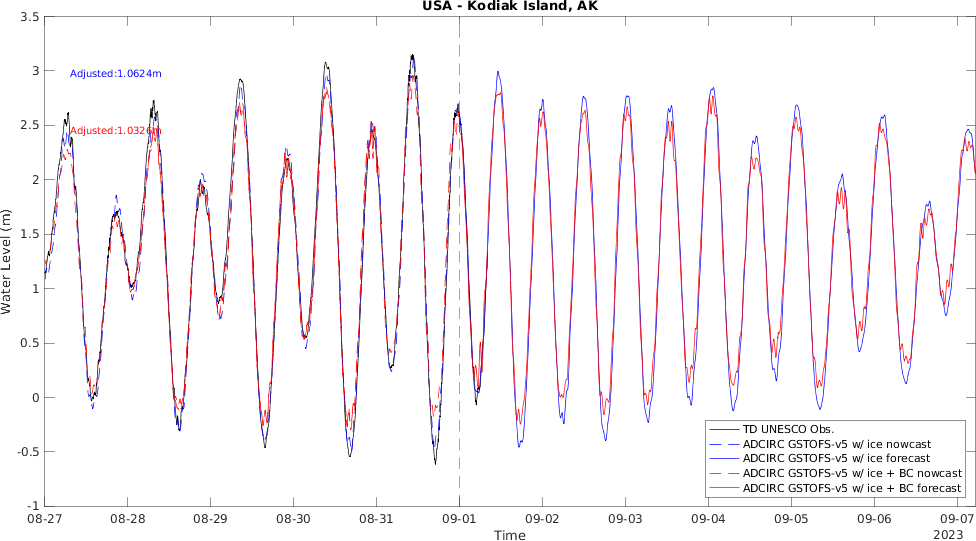 USA - Kodiak Island, AK
3.5
3
2.5
2
1.5
1
0.5
0
-0.5
-1
Water Level (m)
Adjusted:1.0624m
Adjusted:1.0326m
TD UNESCO Obs.
ADCIRC GSTOFS-v5 w/ ice nowcast
ADCIRC GSTOFS-v5 w/ ice forecast
ADCIRC GSTOFS-v5 w/ ice + BC nowcast
ADCIRC GSTOFS-v5 w/ ice + BC forecast
08-27 08-28 08-29 08-30 08-31 09-01 09-02 09-03 09-04 09-05 09-06 09-07
Time
2023